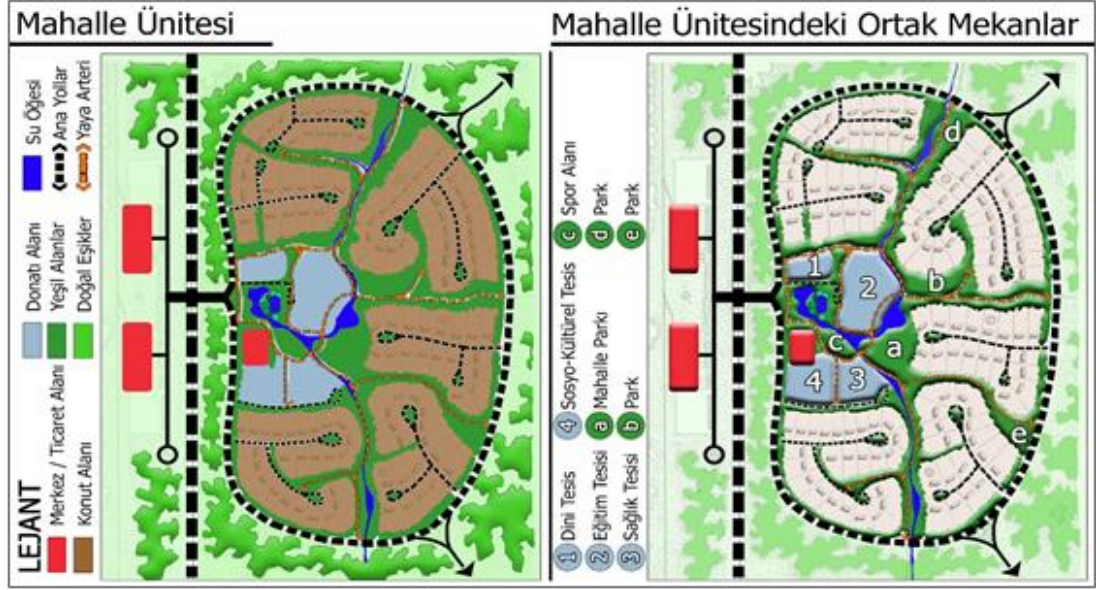 Mahalle Ünitesi
LEJANT
Merkez / Ticaret Alanı
Konut Alanı
Donatı Alanı
Yeşil Alanlar
Doğal Eşikler
Su Öğesi
Ana Yollar
Yaya Arteri
Mahalle Ünitesindeki Ortak Mekanlar
1 Dini Tesis
2 Eğitim Tesisi
3 Sağlık Tesisi
4 Sosyo-Kültürel Tesis
a Mahalle Parkı
b Park
c Spor Alanı
d Park
e Park
d
1
2
b
c
a
4
3
e